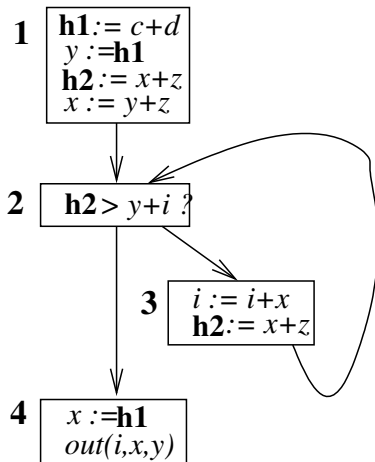 1
h1:= c+d
y :=h1
h2:= x+z
x := y+z
2
h2> y+i ?
3
i := i+x
h2:= x+z
4
x :=h1
out(i,x,y)